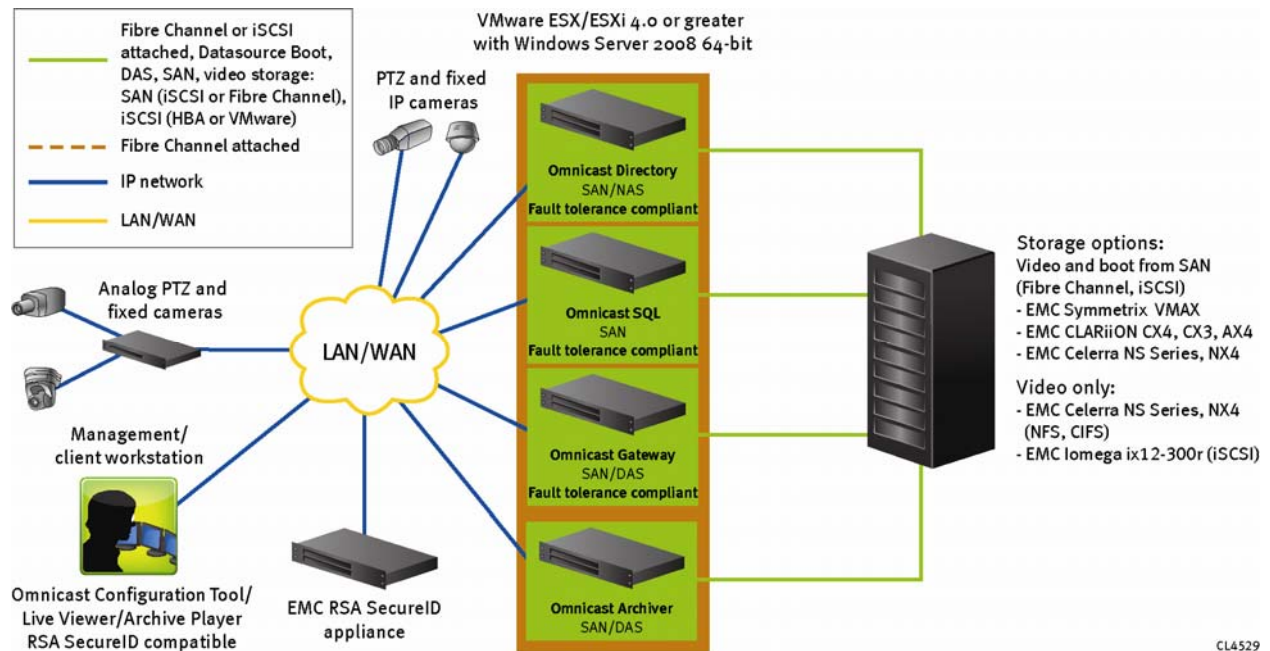 Fibre Channel or iSCSI
attached, Datasource Boot,
DAS, SAN, video storage:
SAN (iSCSI or Fibre Channel),
iSCSI (HBA or VMware)
Fibre Channel attached
IP network
LAN/WAN
VMware ESX/ESXi 4.0 or greater
with Windows Server 2008 64-bit
PTZ and fixed
IP cameras
Analog PTZ and
fixed cameras
LAN/WAN
Management/
client workstation
Omnicast Configuration Tool/
Live Viewer/Archive Player
RSA SecureID compatible
EMC RSA SecureID
appliance
Omnicast Directory
SAN/NAS
Fault tolerance compliant
Omnicast SQL
SAN
Fault tolerance compliant
Omnicast Gateway
SAN/DAS
Fault tolerance compliant
Omnicast Archiver
SAN/DAS
Storage options:
Video and boot from SAN
(Fibre Channel, iSCSI)
- EMC Symmetrix VMAX
- EMC CLARiiON CX4, CX3, AX4
- EMC Celerra NS Series, NX4
Video only:
- EMC Celerra NS Series, NX4
(NFS, CIFS)
- EMC Iomega ix12-300r (iSCSI)
CL4529